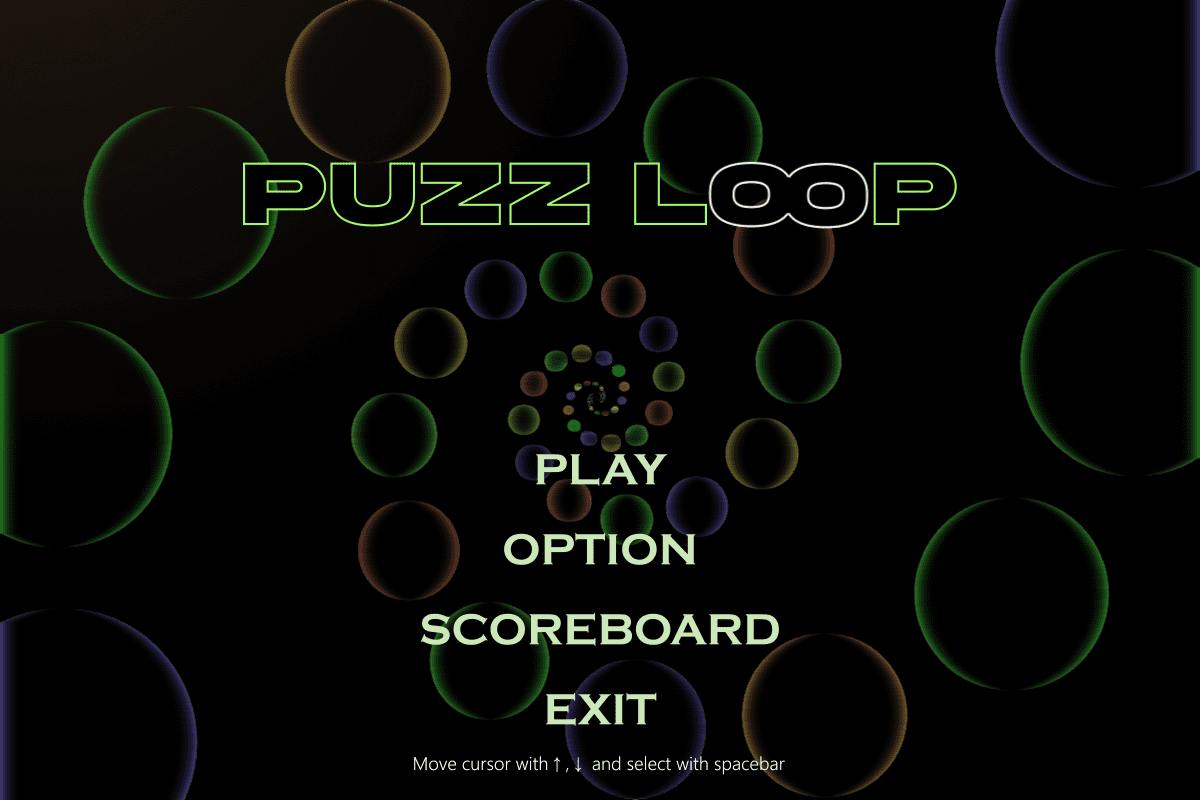 PUZZ LOOP
PLAY
OPTION
SCOREBOARD
EXIT
Move cursor with ↑ , ↓ and select with spacebar